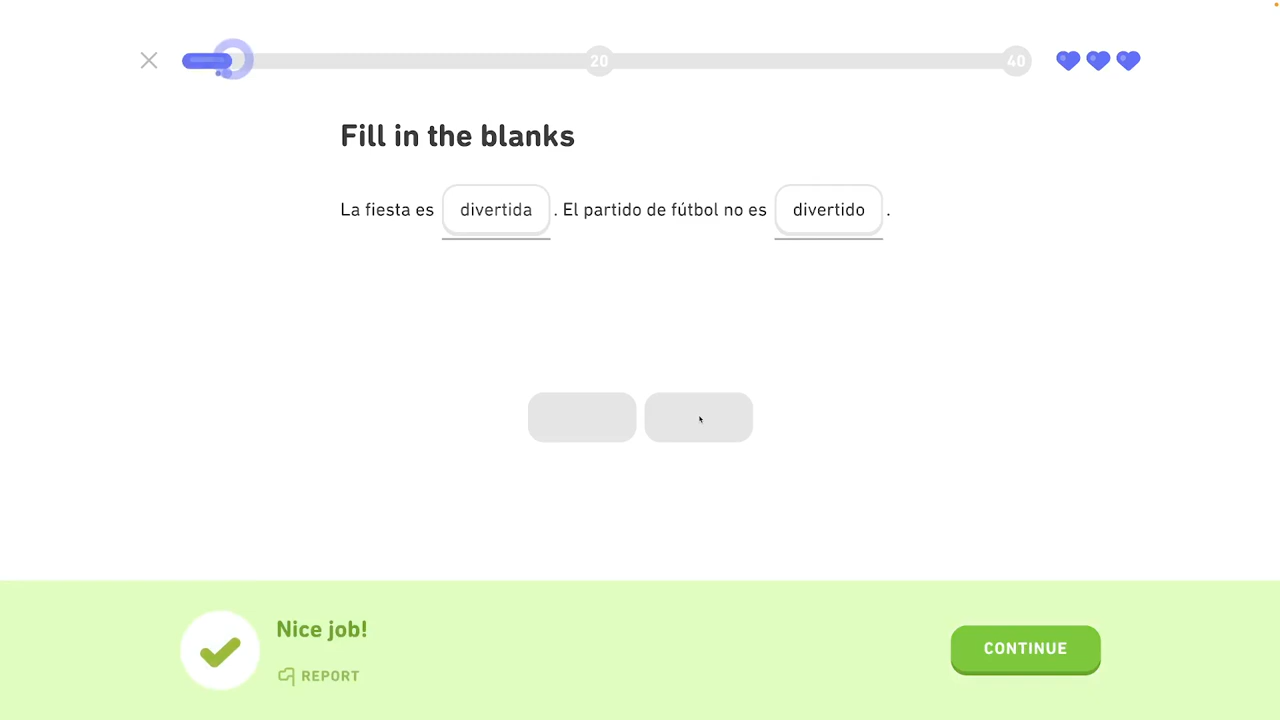 20
40
Fill in the blanks
La fiesta es divertida. El partido de fútbol no es divertido.
Nice job!
REPORT
CONTINUE